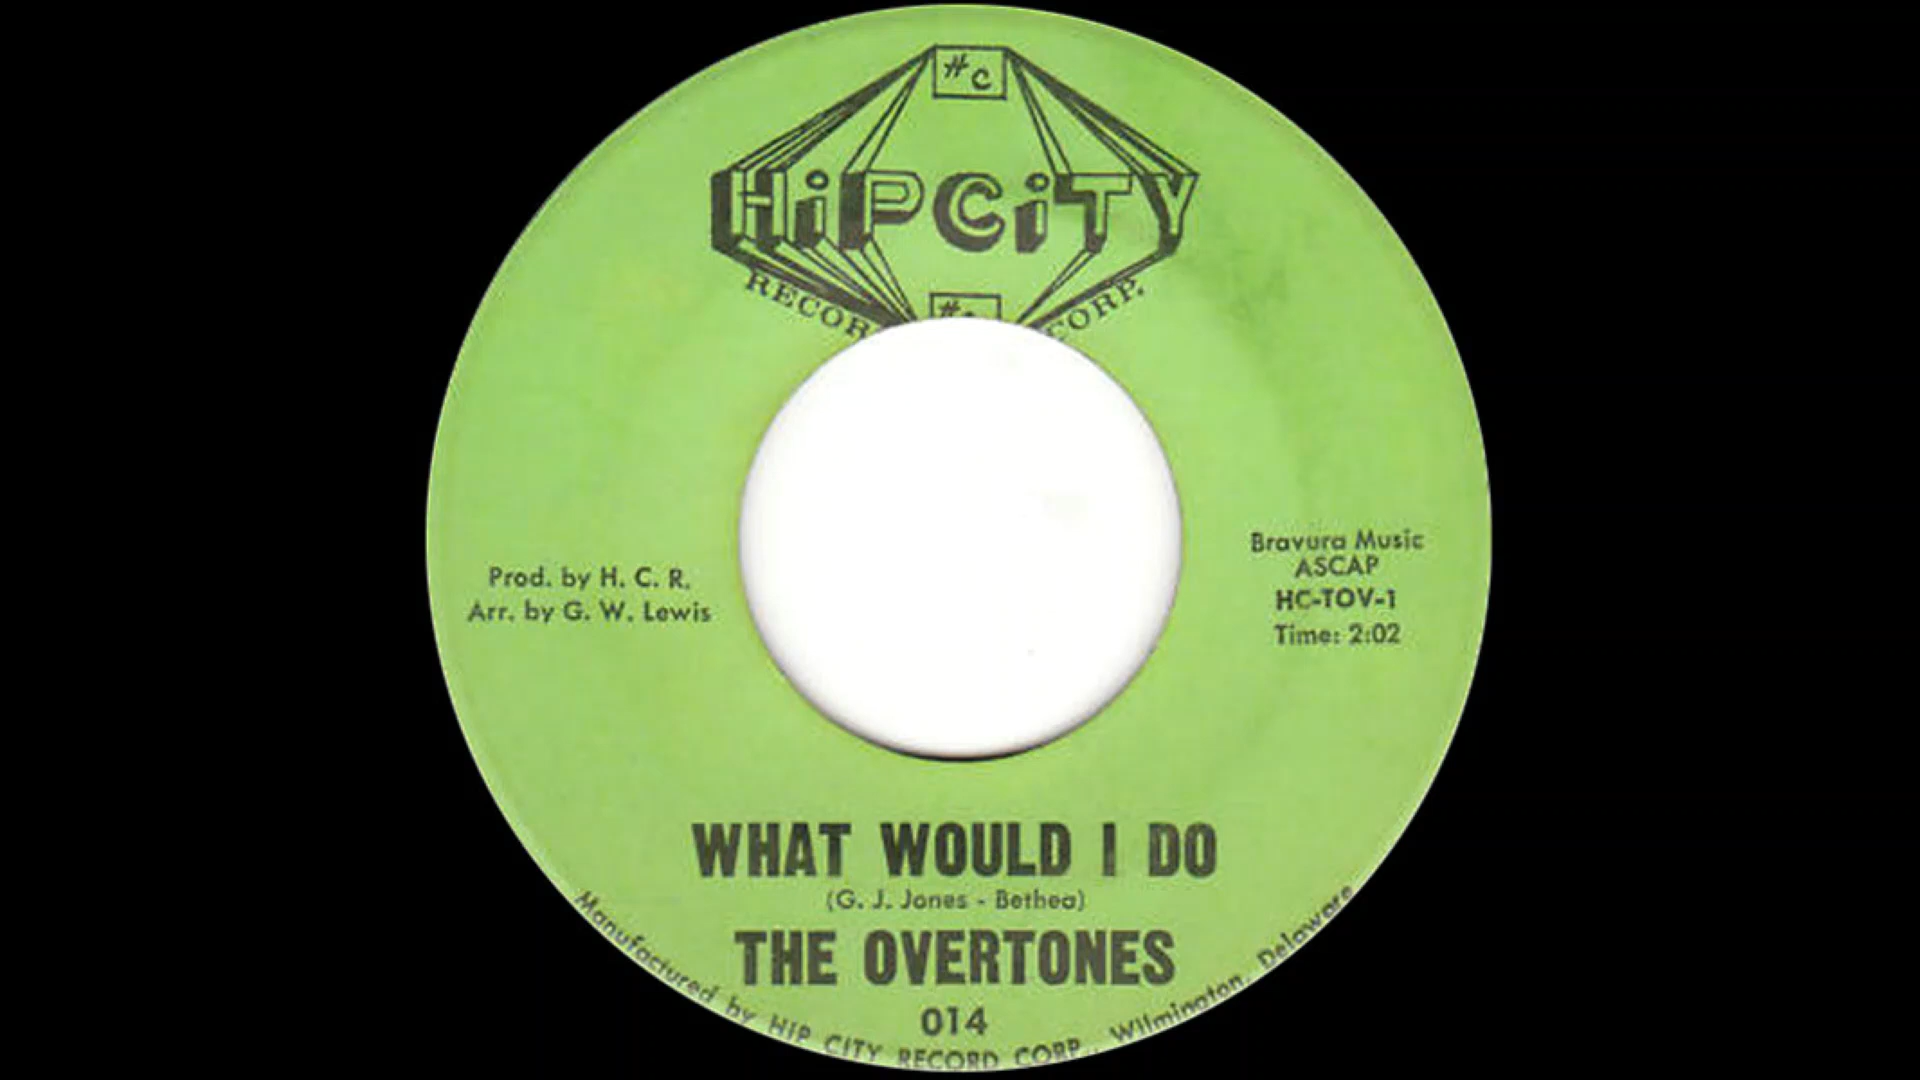 HC
HiPCiTY
RECOR CORP.
Prod. by H. C. R.
Arr. by G. W. Lewis
Bravura Music
ASCAP
HC-TOV-1
Time: 2:02
WHAT WOULD I DO
(G. J. Jones - Bethea)
THE OVERTONES
014
Manufactured by HIP CITY RECORD CORP., Wilmington, Delaware